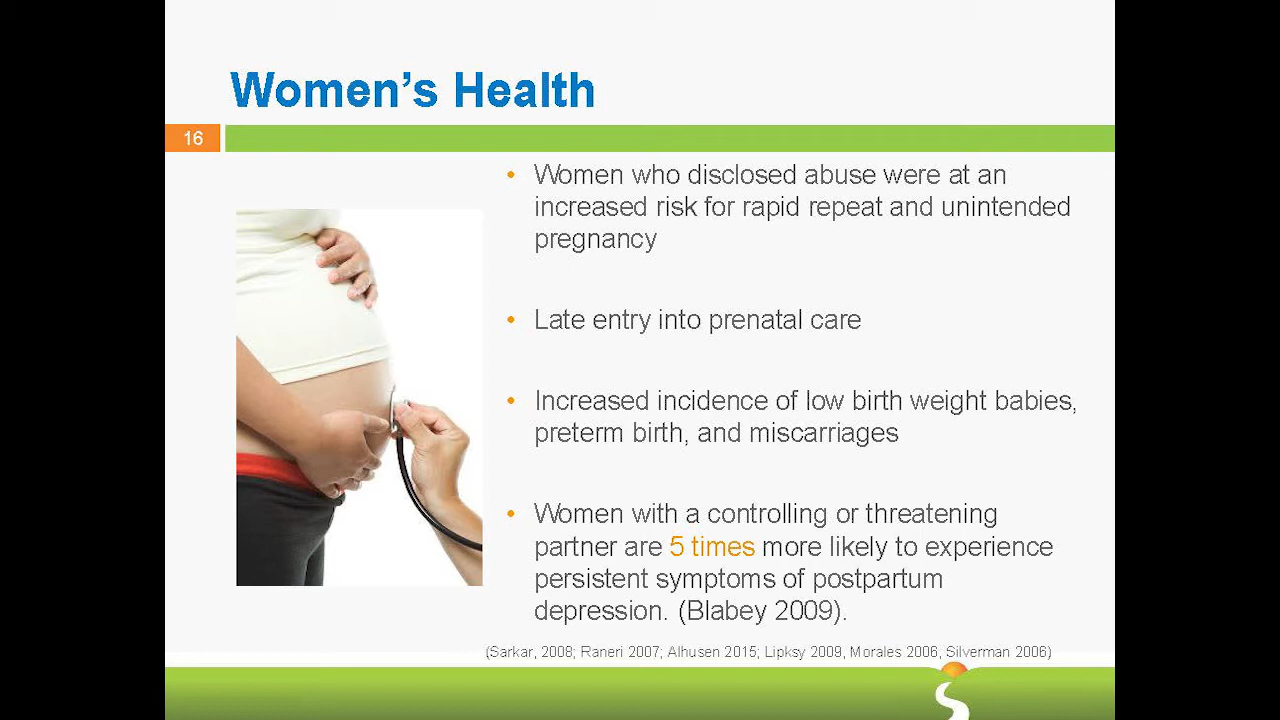 Women's Health
16
• Women who disclosed abuse were at an
increased risk for rapid repeat and unintended
pregnancy
• Late entry into prenatal care
• Increased incidence of low birth weight babies,
preterm birth, and miscarriages
• Women with a controlling or threatening
partner are 5 times more likely to experience
persistent symptoms of postpartum
depression. (Blabey 2009).
(Sarkar, 2008; Raneri 2007; Alhusen 2015; Lipksy 2009, Morales 2006, Silverman 2006)